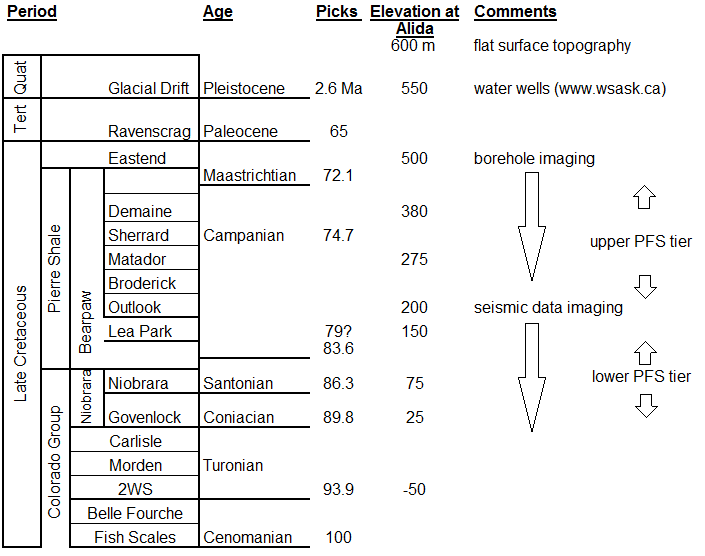 Period Age Picks Elevation at Comments
Alida
600 m flat surface topography
Quat Glacial Drift Pleistocene 2.6 Ma 550 water wells (www.wsask.ca)
Tert Ravenscrag Paleocene 65
Late Cretaceous
Pierre Shale
Eastend 500 borehole imaging
Maastrichtian 72.1
Bearpaw
Demaine 380
Sherrard Campanian 74.7
upper PFS tier
Matador 275
Broderick
Outlook 200 seismic data imaging
Lea Park 79? 150
83.6
lower PFS tier
Colorado Group
Niobrara
Niobrara Santonian 86.3 75
Govenlock Coniacian 89.8 25
Carlisle
Morden Turonian
2WS 93.9 -50
Belle Fourche
Fish Scales Cenomanian 100